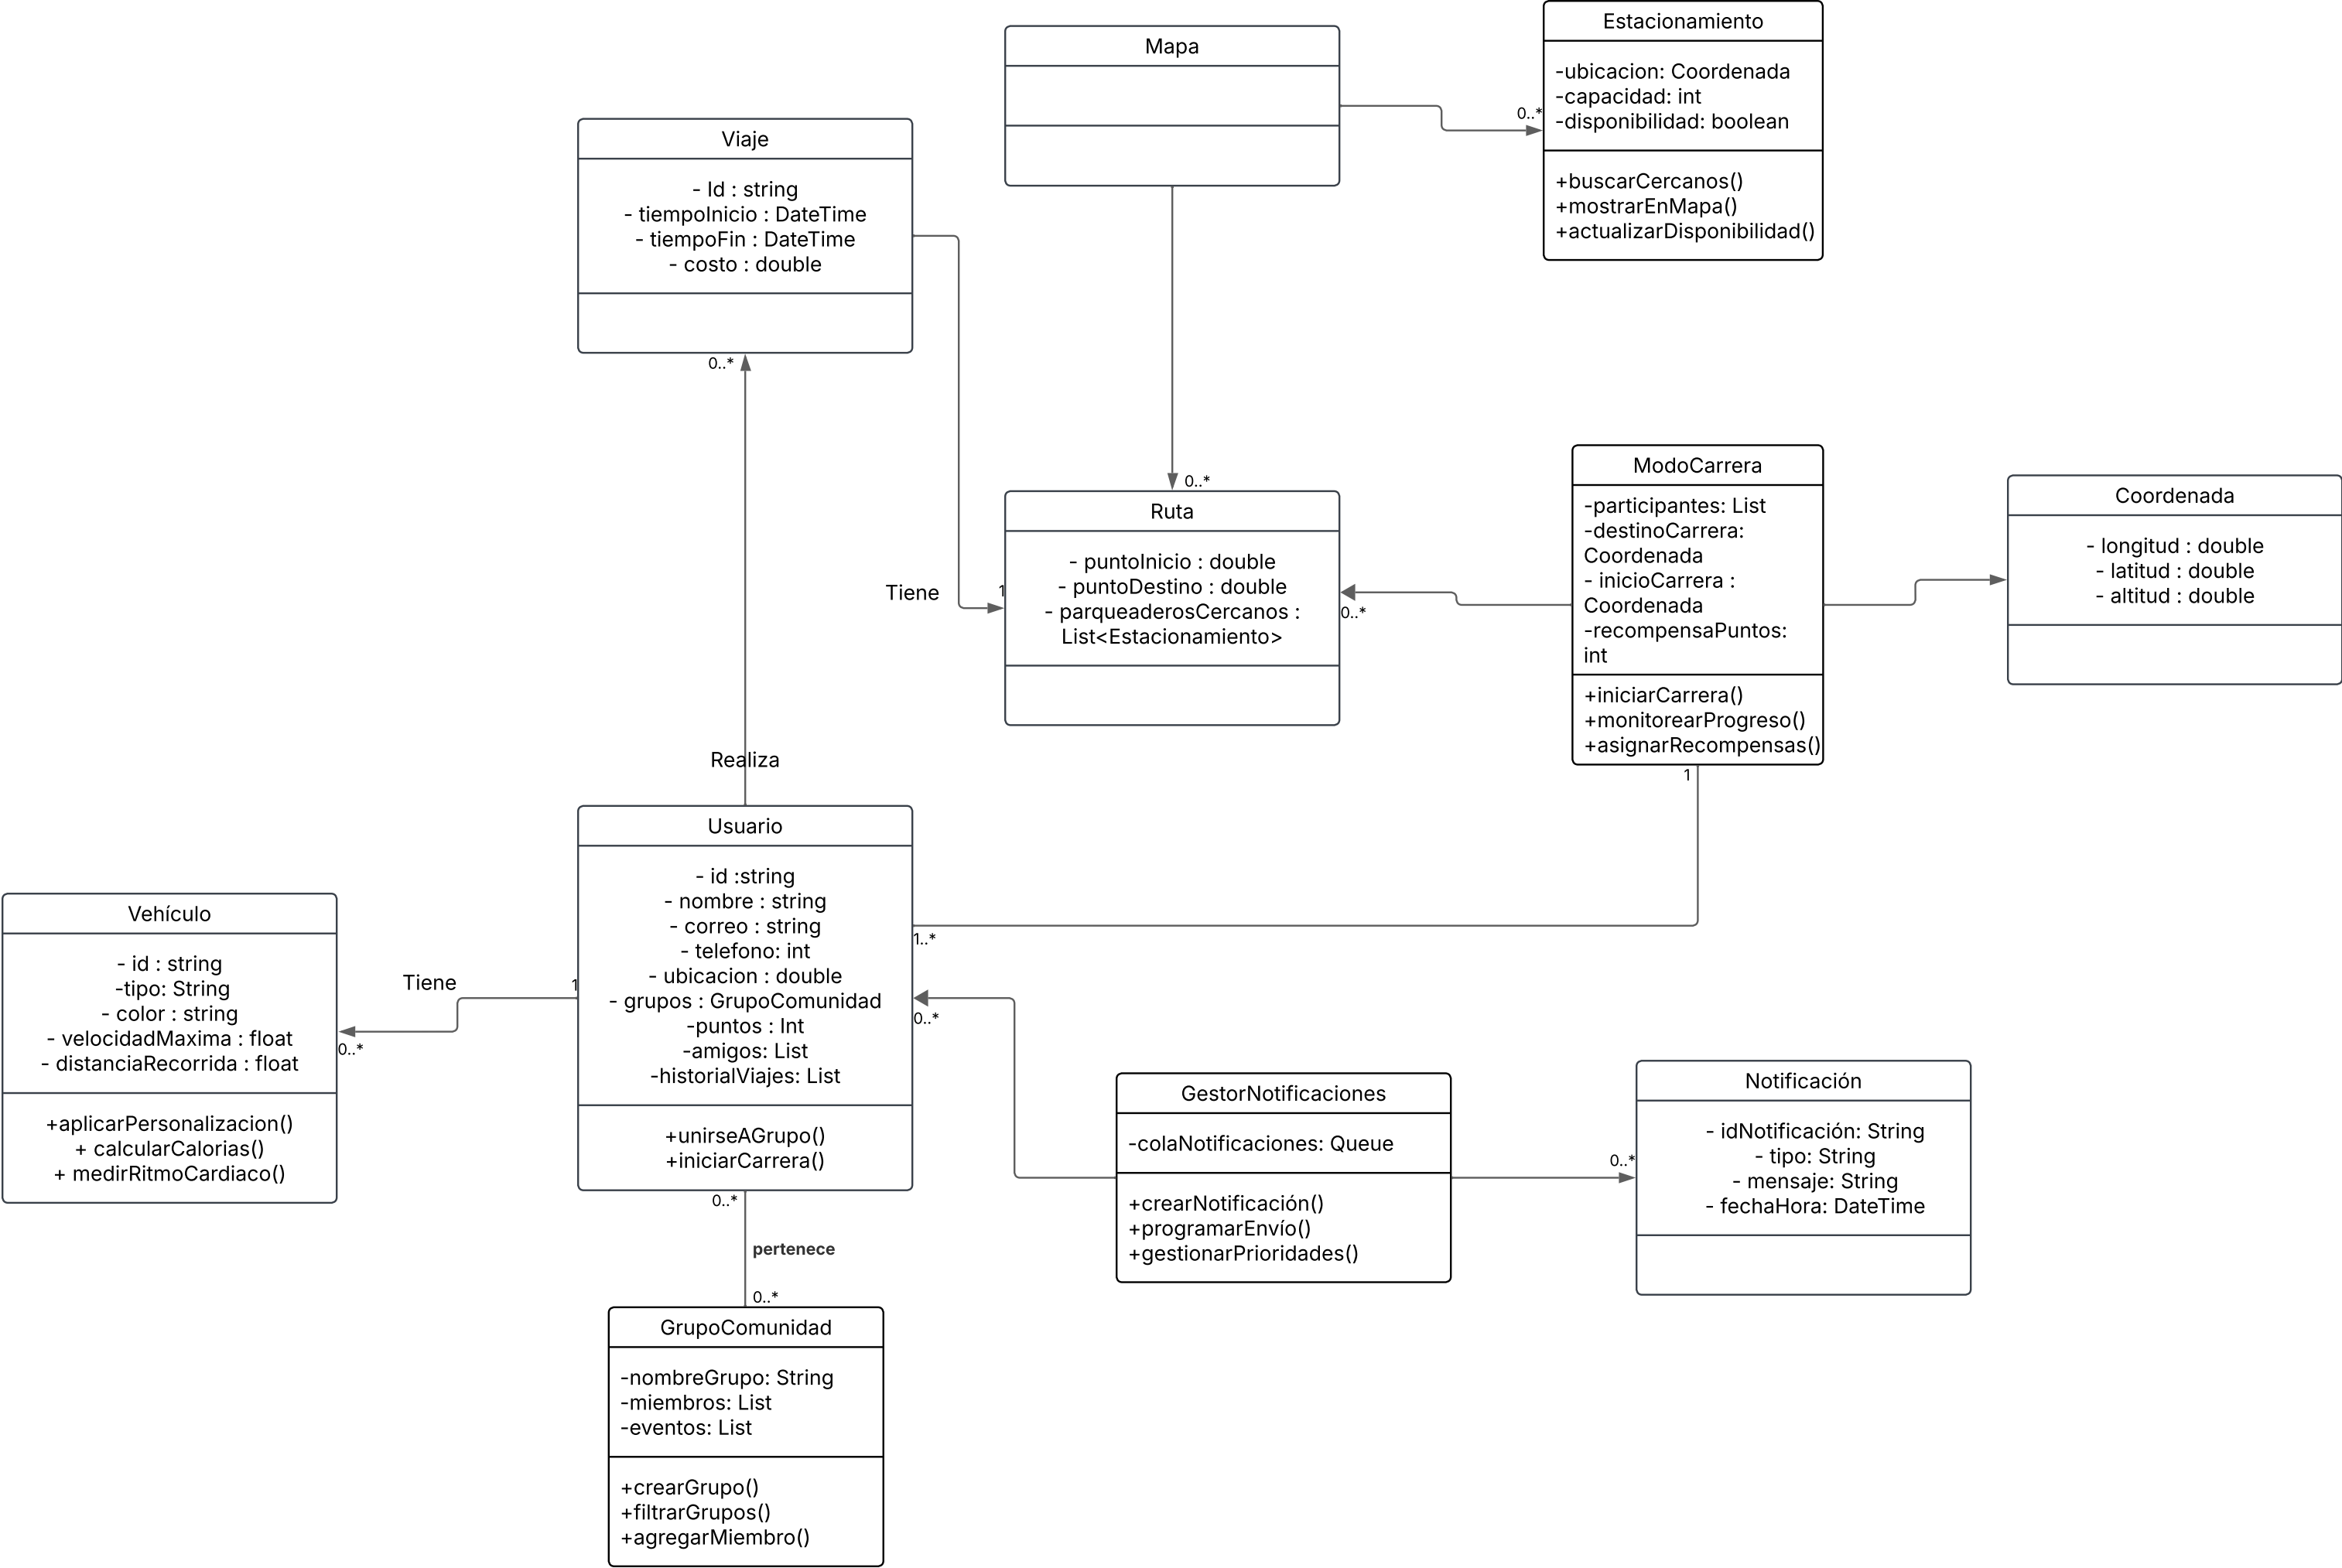 Estacionamiento
-ubicacion: Coordenada
-capacidad: int
-disponibilidad: boolean
+buscarCercanos()
+mostrarEnMapa()
+actualizarDisponibilidad()
Mapa
0..*
Viaje
- Id : string
- tiempoInicio : DateTime
- tiempoFin : DateTime
- costo : double
0..*
0..*
Ruta
- puntoInicio : double
- puntoDestino : double
- parqueaderosCercanos :
List<Estacionamiento>
Tiene
1
0..*
ModoCarrera
-participantes: List
-destinoCarrera:
Coordenada
- inicioCarrera :
Coordenada
-recompensaPuntos:
int
+iniciarCarrera()
+monitorearProgreso()
+asignarRecompensas()
1
Coordenada
- longitud : double
- latitud : double
- altitud : double
Realiza
Usuario
- id :string
- nombre : string
- correo : string
- telefono: int
- ubicacion : double
- grupos : GrupoComunidad
-puntos : Int
-amigos: List
-historialViajes: List
+unirseAGrupo()
+iniciarCarrera()
1..*
0..*
1
Tiene
0..*
Vehículo
- id : string
-tipo: String
- color : string
- velocidadMaxima : float
- distanciaRecorrida : float
+aplicarPersonalizacion()
+ calcularCalorias()
+ medirRitmoCardiaco()
GestorNotificaciones
-colaNotificaciones: Queue
+crearNotificación()
+programarEnvío()
+gestionarPrioridades()
0..*
Notificación
- idNotificación: String
- tipo: String
- mensaje: String
- fechaHora: DateTime
0..*
pertenece
0..*
GrupoComunidad
-nombreGrupo: String
-miembros: List
-eventos: List
+crearGrupo()
+filtrarGrupos()
+agregarMiembro()